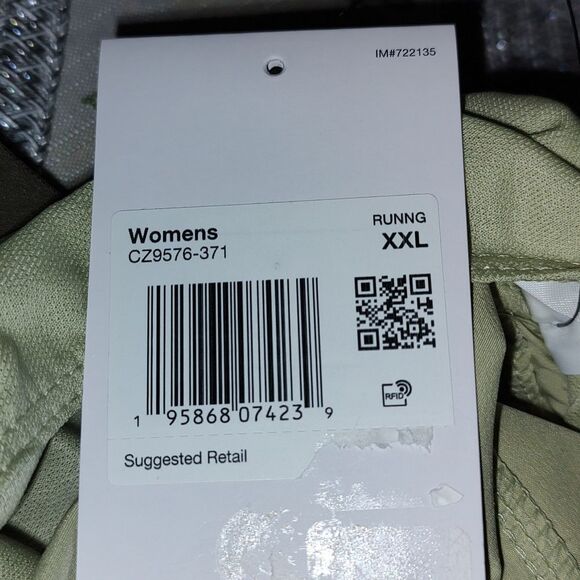 IM#722135
Womens
RUNNG
CZ9576-371
XXL
RFID
1 95868 07423 9
Suggested Retail